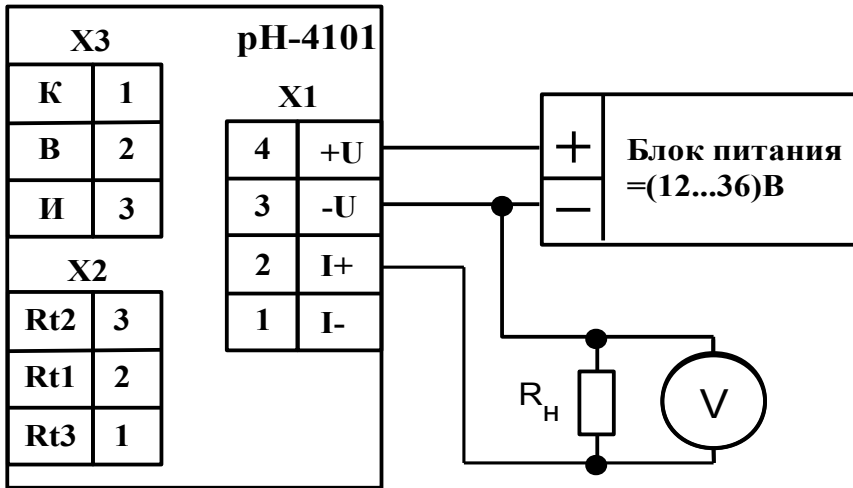 pH-4101
X3
К 1
В 2
И 3
X2
Rt2 3
Rt1 2
Rt3 1
X1
4 +U
3 -U
2 I+
1 I-
+
−
Блок питания
=(12...36)В
RН
V